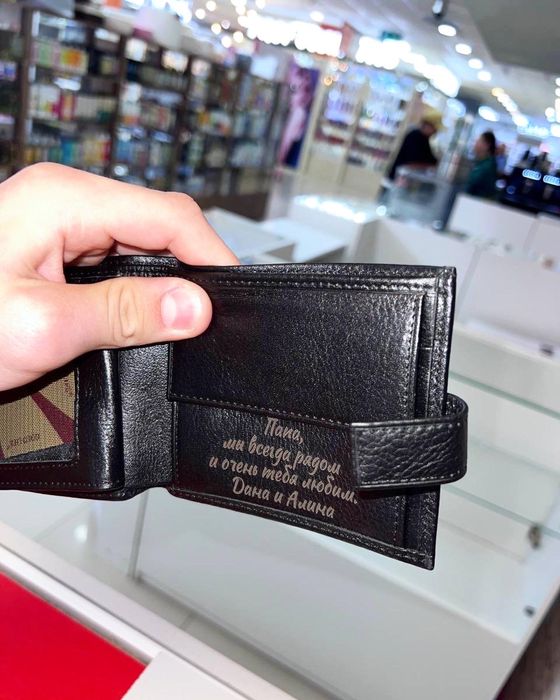 Папа,
мы всегда рядом
и очень тебя любим.
Дана и Алина